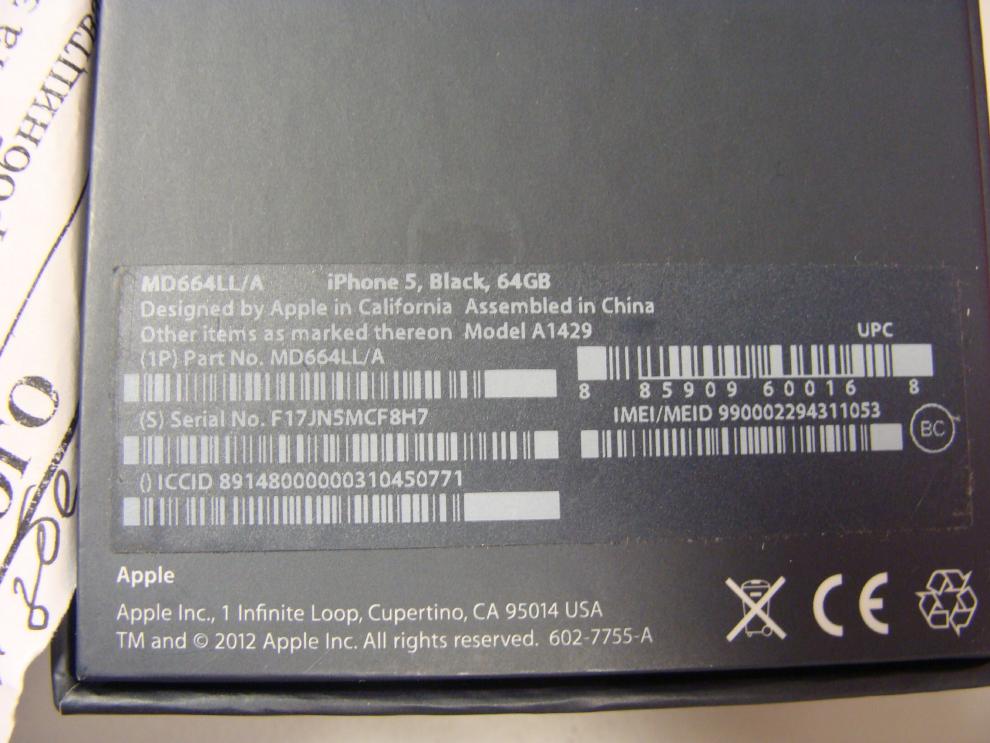 MD664LL/A iPhone 5, Black, 64GB
Designed by Apple in California Assembled in China
Other items as marked thereon Model A1429
UPC
(1P) Part No. MD664LL/A
8 85909 60016 8
(S) Serial No. F17JN5MCF8H7
IMEI/MEID 990002294311053
BC
() ICCID 89148000000310450771
Apple
Apple Inc., 1 Infinite Loop, Cupertino, CA 95014 USA
TM and © 2012 Apple Inc. All rights reserved. 602-7755-A
CE